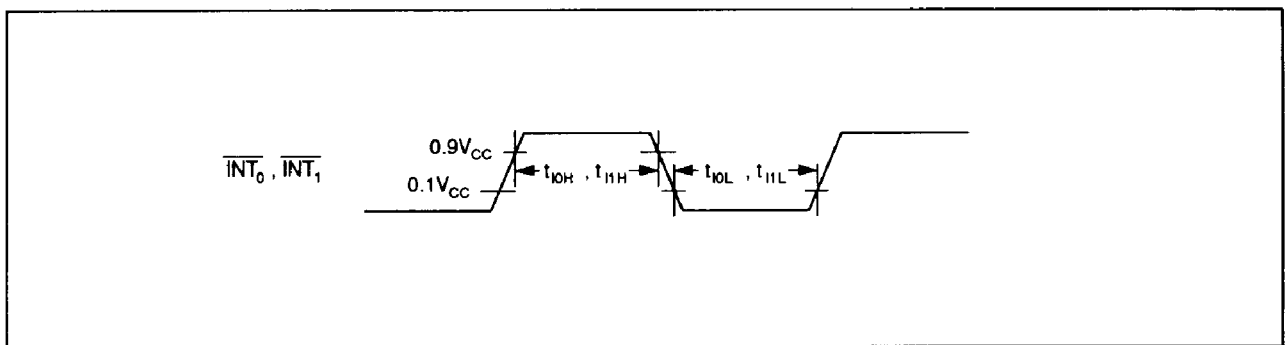 0.9V_CC
INT_0 , INT_1
t_I0H , t_I1H t_I0L , t_I1L
0.1V_CC